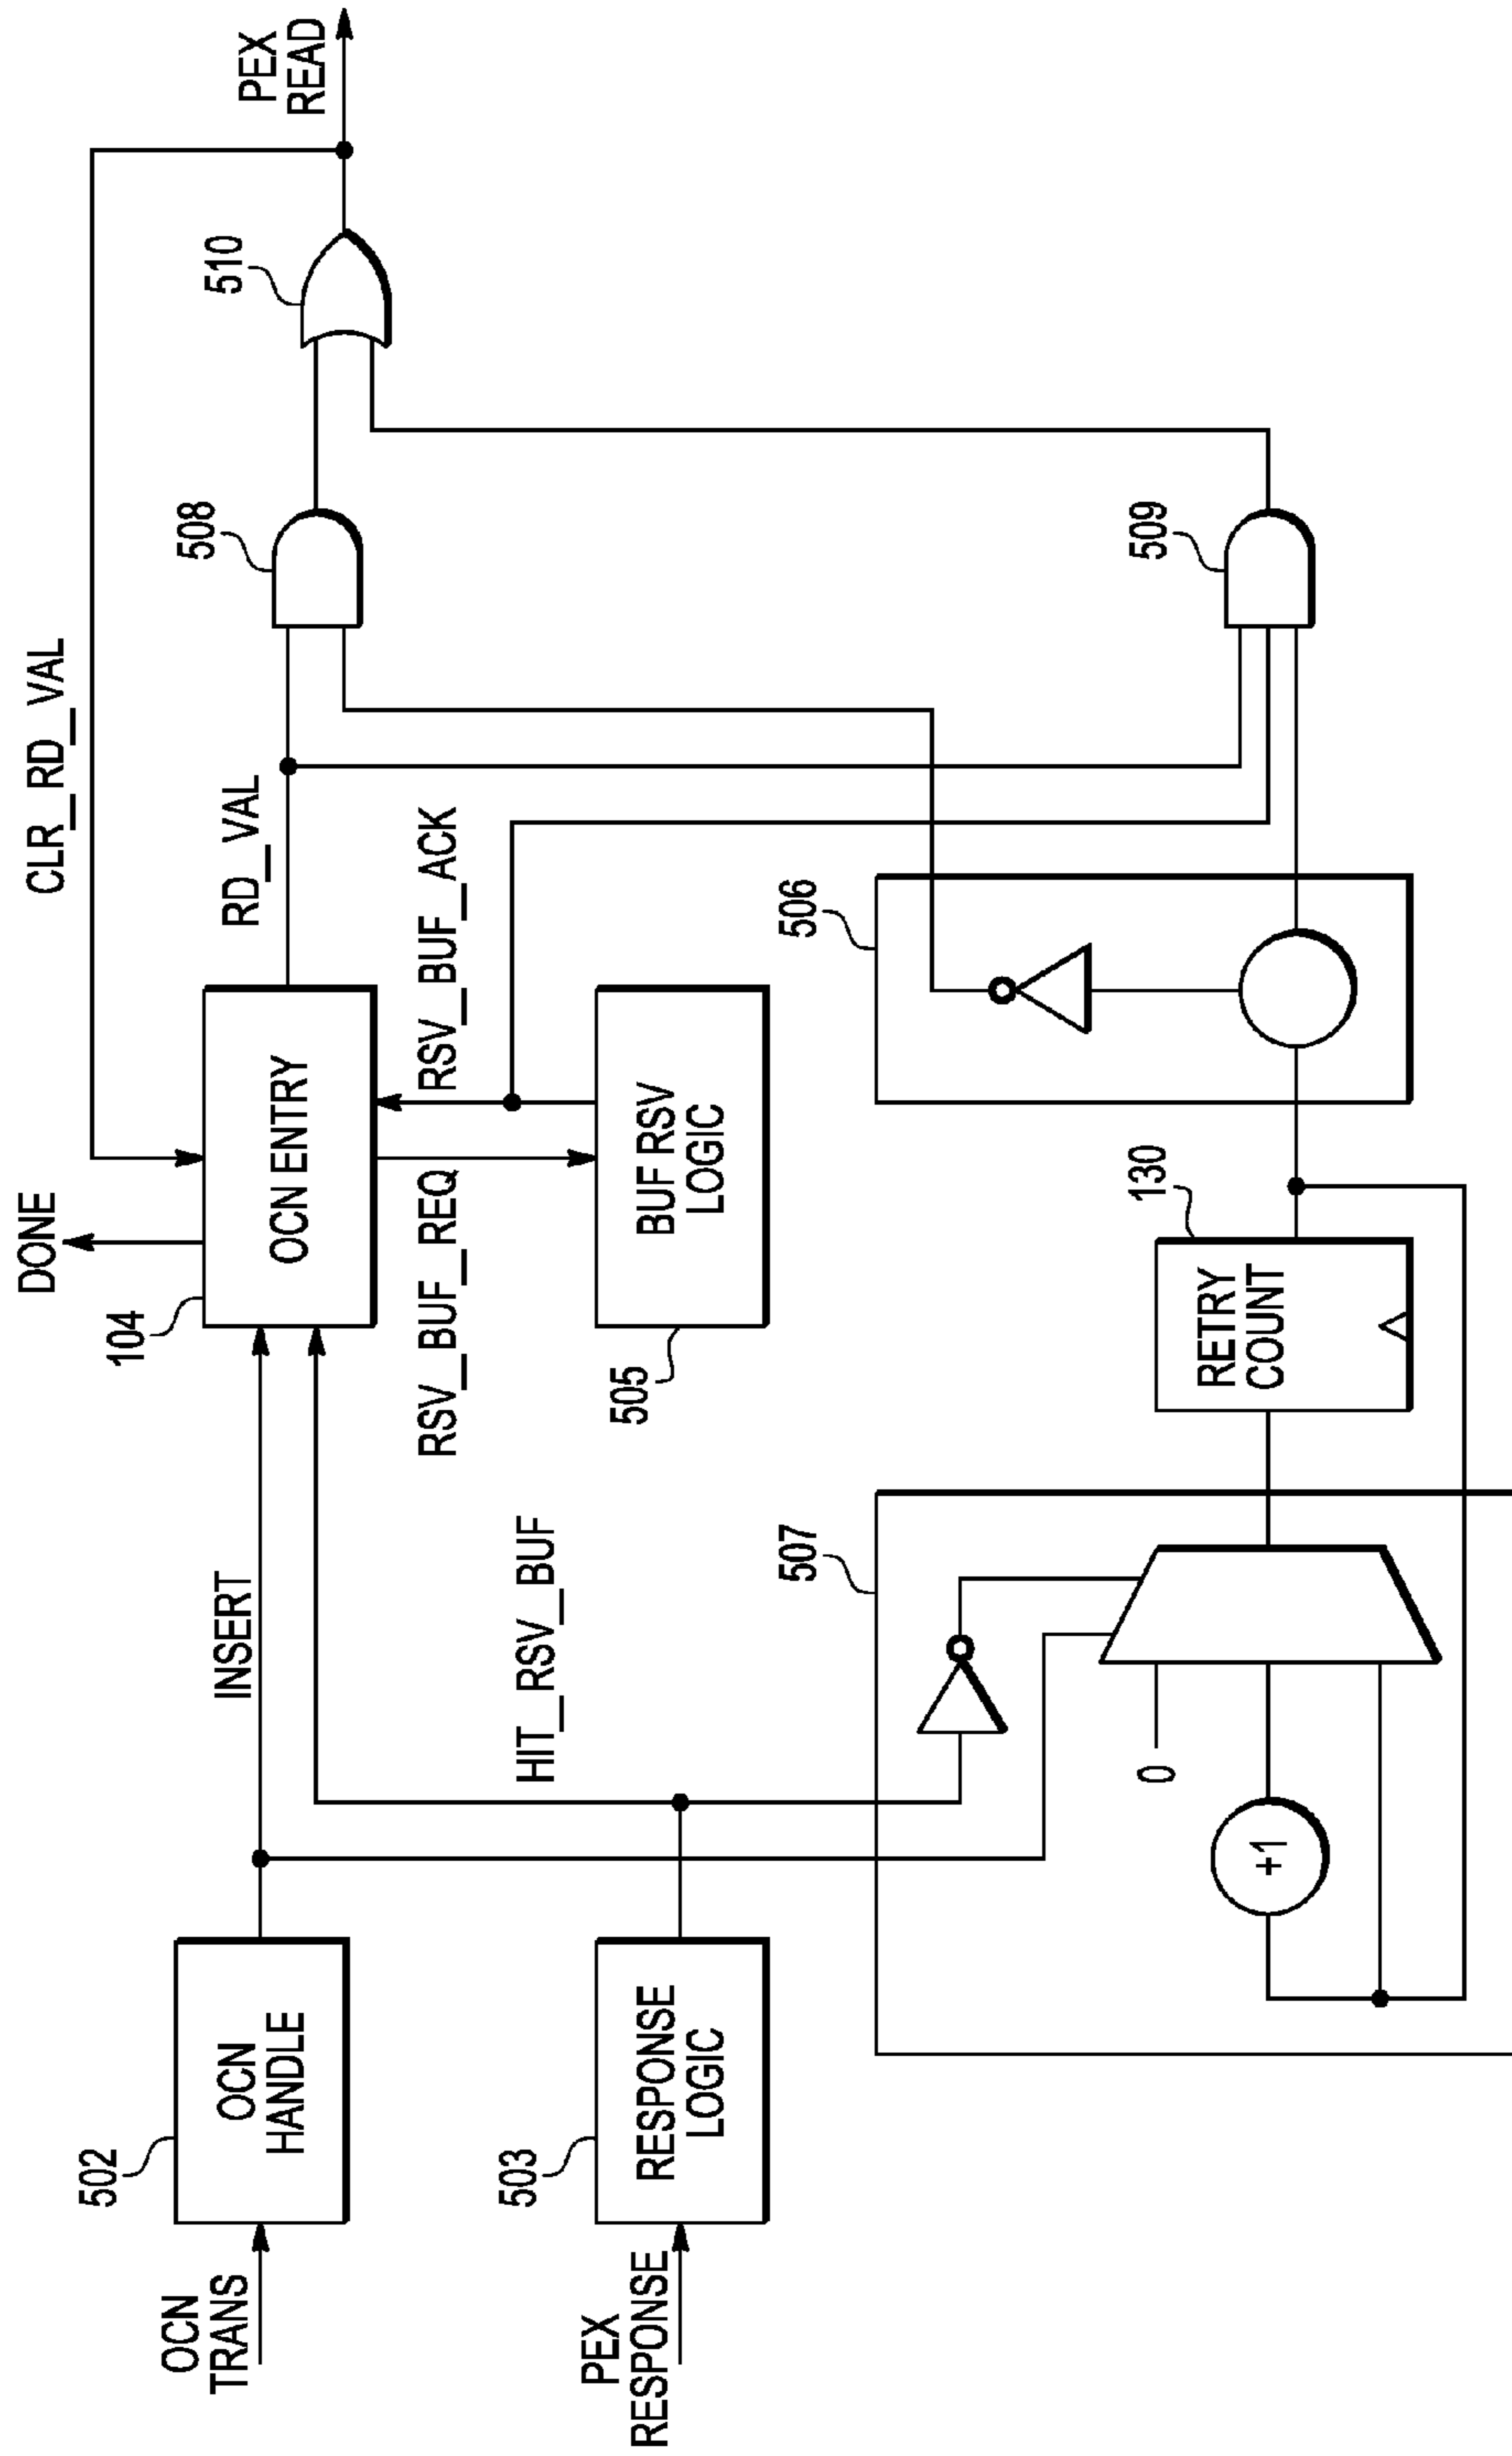 OCN
TRANS
502
OCN
HANDLE
INSERT
104
OCN ENTRY
DONE
CLR_RD_VAL
RD_VAL
508
510
PEX
READ
PEX
RESPONSE
503
RESPONSE
LOGIC
HIT_RSV_BUF
RSV_BUF_REQ
RSV_BUF_ACK
505
BUF RSV
LOGIC
507
0
+1
130
RETRY
COUNT
506
509